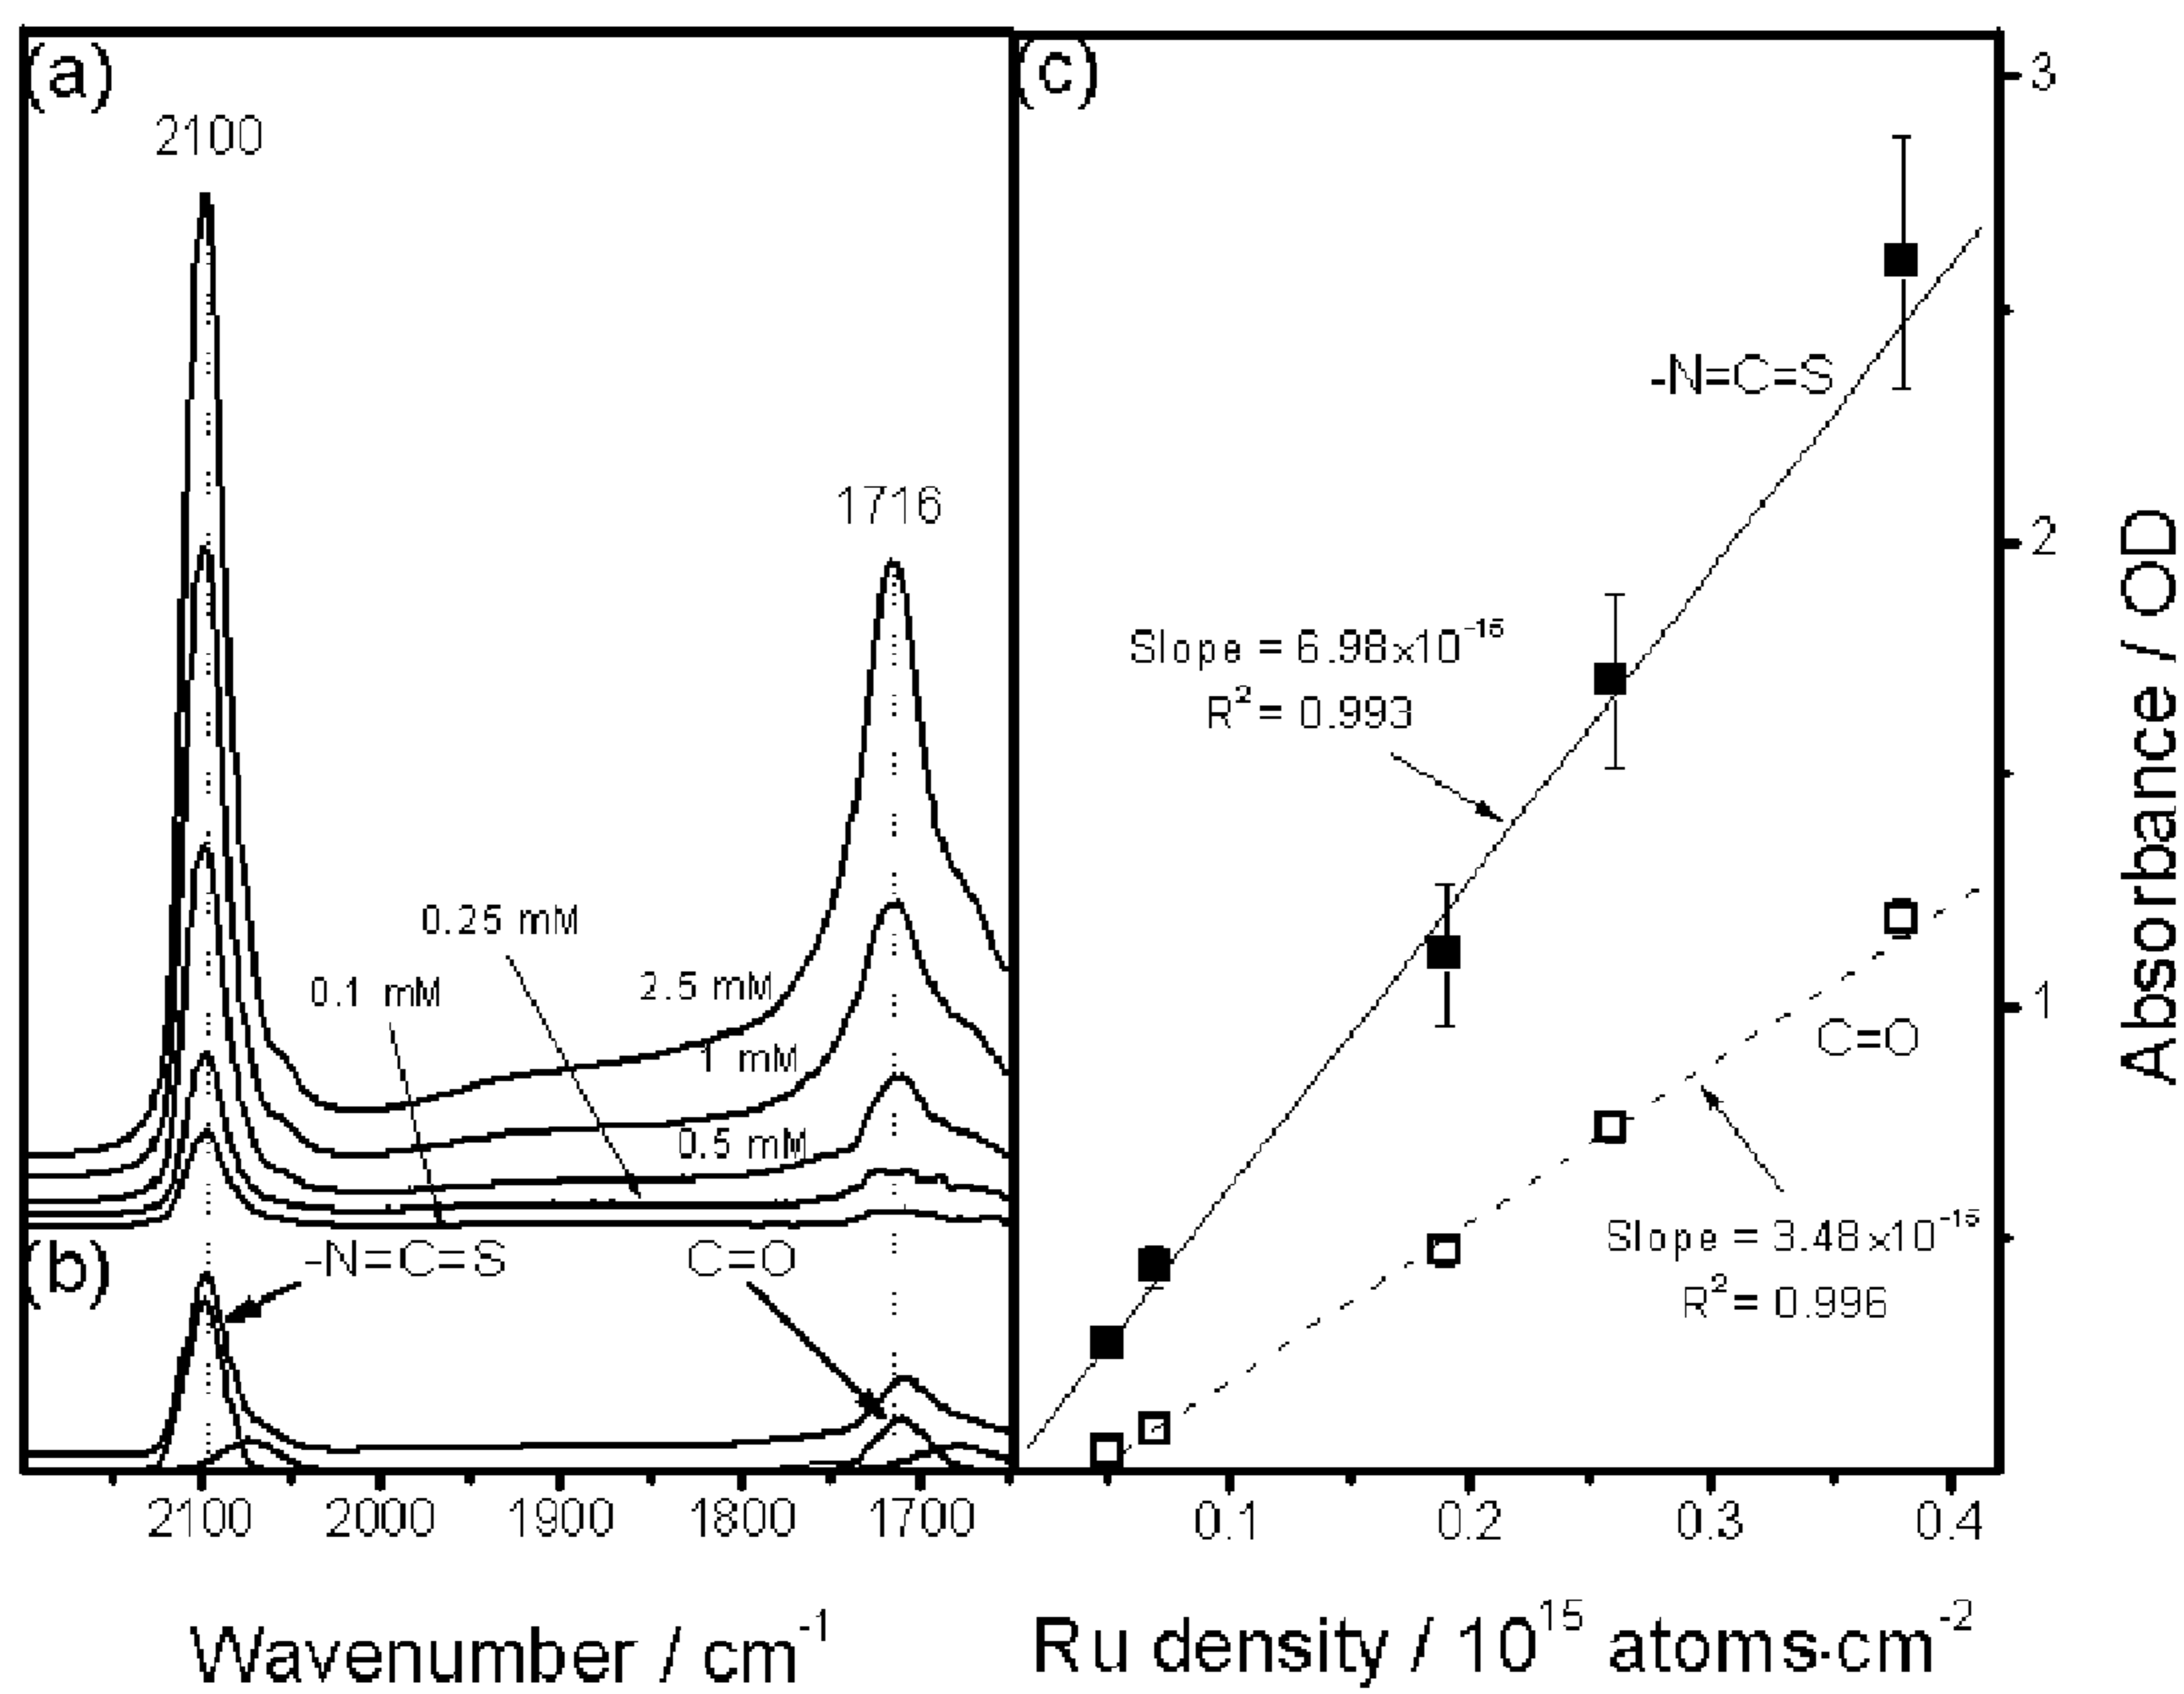 (a)
2100
1716
0.25 mM
0.1 mM
2.5 mM
1 mM
0.5 mM
(b)
-N=C=S
C=O
2100 2000 1900 1800 1700
Wavenumber / cm⁻¹
(c)
3
2
1
-N=C=S
Slope = 6.98x10⁻¹⁵
R²= 0.993
C=O
Slope = 3.48x10⁻¹⁵
R²= 0.996
0.1 0.2 0.3 0.4
Ru density / 10¹⁵ atoms·cm⁻²
Absorbance / OD